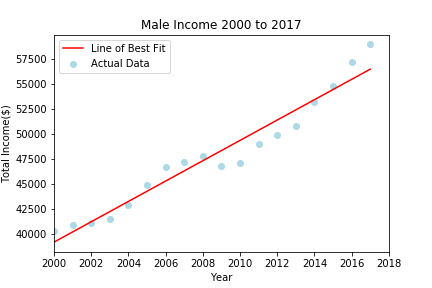 Male Income 2000 to 2017
Line of Best Fit
Actual Data
Total Income($)
57500
55000
52500
50000
47500
45000
42500
40000
2000 2002 2004 2006 2008 2010 2012 2014 2016 2018
Year